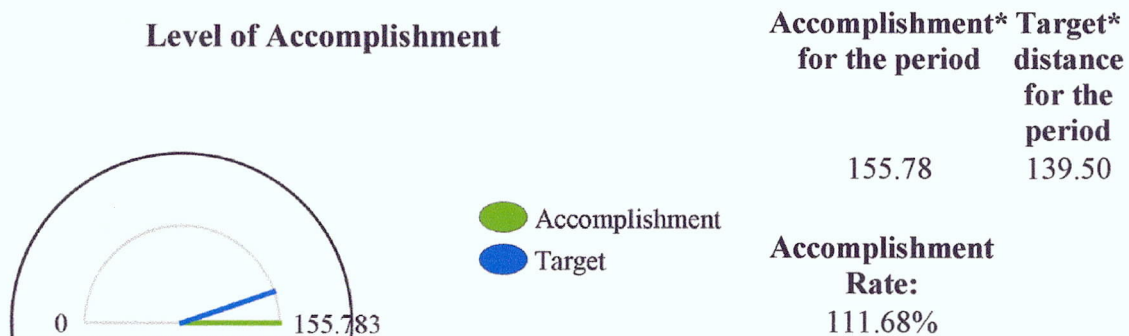 Level of Accomplishment
Accomplishment* Target*
for the period distance
for the
period
155.78 139.50
Accomplishment
Target
0
155.783
Accomplishment
Rate:
111.68%